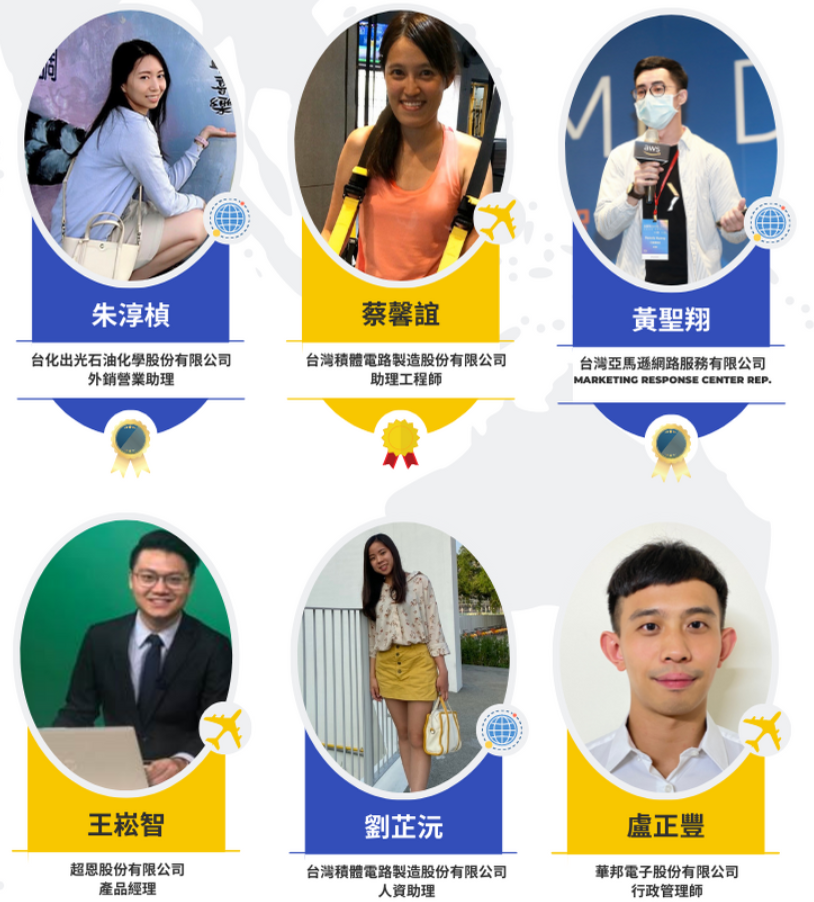 朱淳楨
台化出光石油化學股份有限公司
外銷營業助理
蔡馨誼
台灣積體電路製造股份有限公司
助理工程師
aws
黃聖翔
台灣亞馬遜網路服務有限公司
MARKETING RESPONSE CENTER REP.
王崧智
超恩股份有限公司
產品經理
劉芷沅
台灣積體電路製造股份有限公司
人資助理
盧正豐
華邦電子股份有限公司
行政管理師